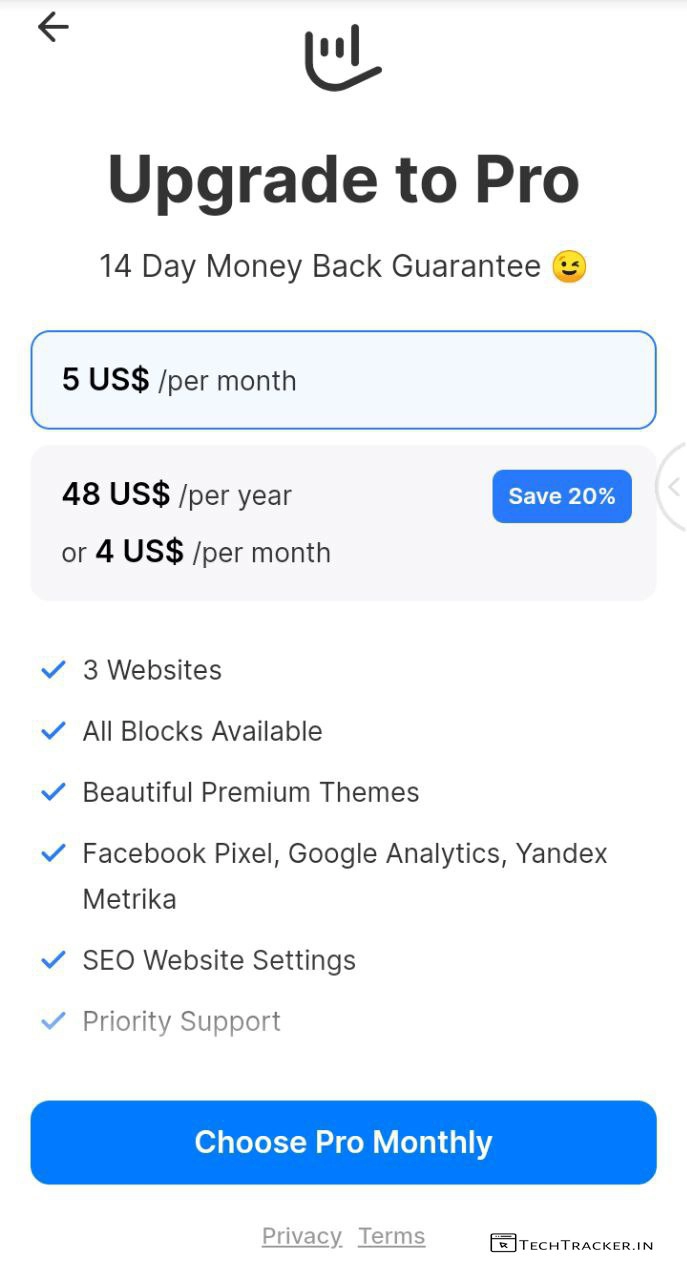 Upgrade to Pro
14 Day Money Back Guarantee 😉
5 US$ /per month
48 US$ /per year
Save 20%
or 4 US$ /per month
3 Websites
All Blocks Available
Beautiful Premium Themes
Facebook Pixel, Google Analytics, Yandex
Metrika
SEO Website Settings
Priority Support
Choose Pro Monthly
Privacy Terms
TECHTRACKER.IN